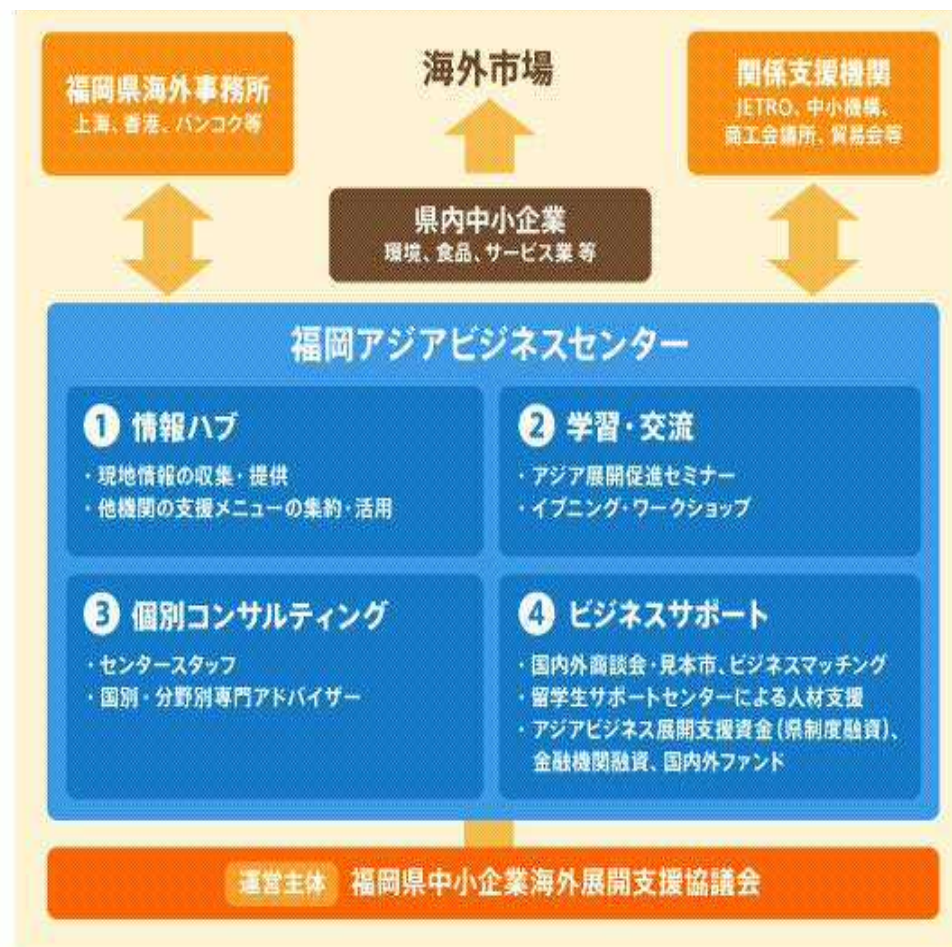 福岡県海外事務所
上海、香港、バンコク等
海外市場
関係支援機関
JETRO、中小機構、
商工会議所、貿易会等
県内中小企業
環境、食品、サービス業 等
福岡アジアビジネスセンター
1 情報ハブ
・現地情報の収集・提供
・他機関の支援メニューの集約・活用
2 学習・交流
・アジア展開促進セミナー
・イブニング・ワークショップ
3 個別コンサルティング
・センタースタッフ
・国別・分野別専門アドバイザー
4 ビジネスサポート
・国内外商談会・見本市、ビジネスマッチング
・留学生サポートセンターによる人材支援
・アジアビジネス展開支援資金(県制度融資)、
金融機関融資、国内外ファンド
運営主体 福岡県中小企業海外展開支援協議会